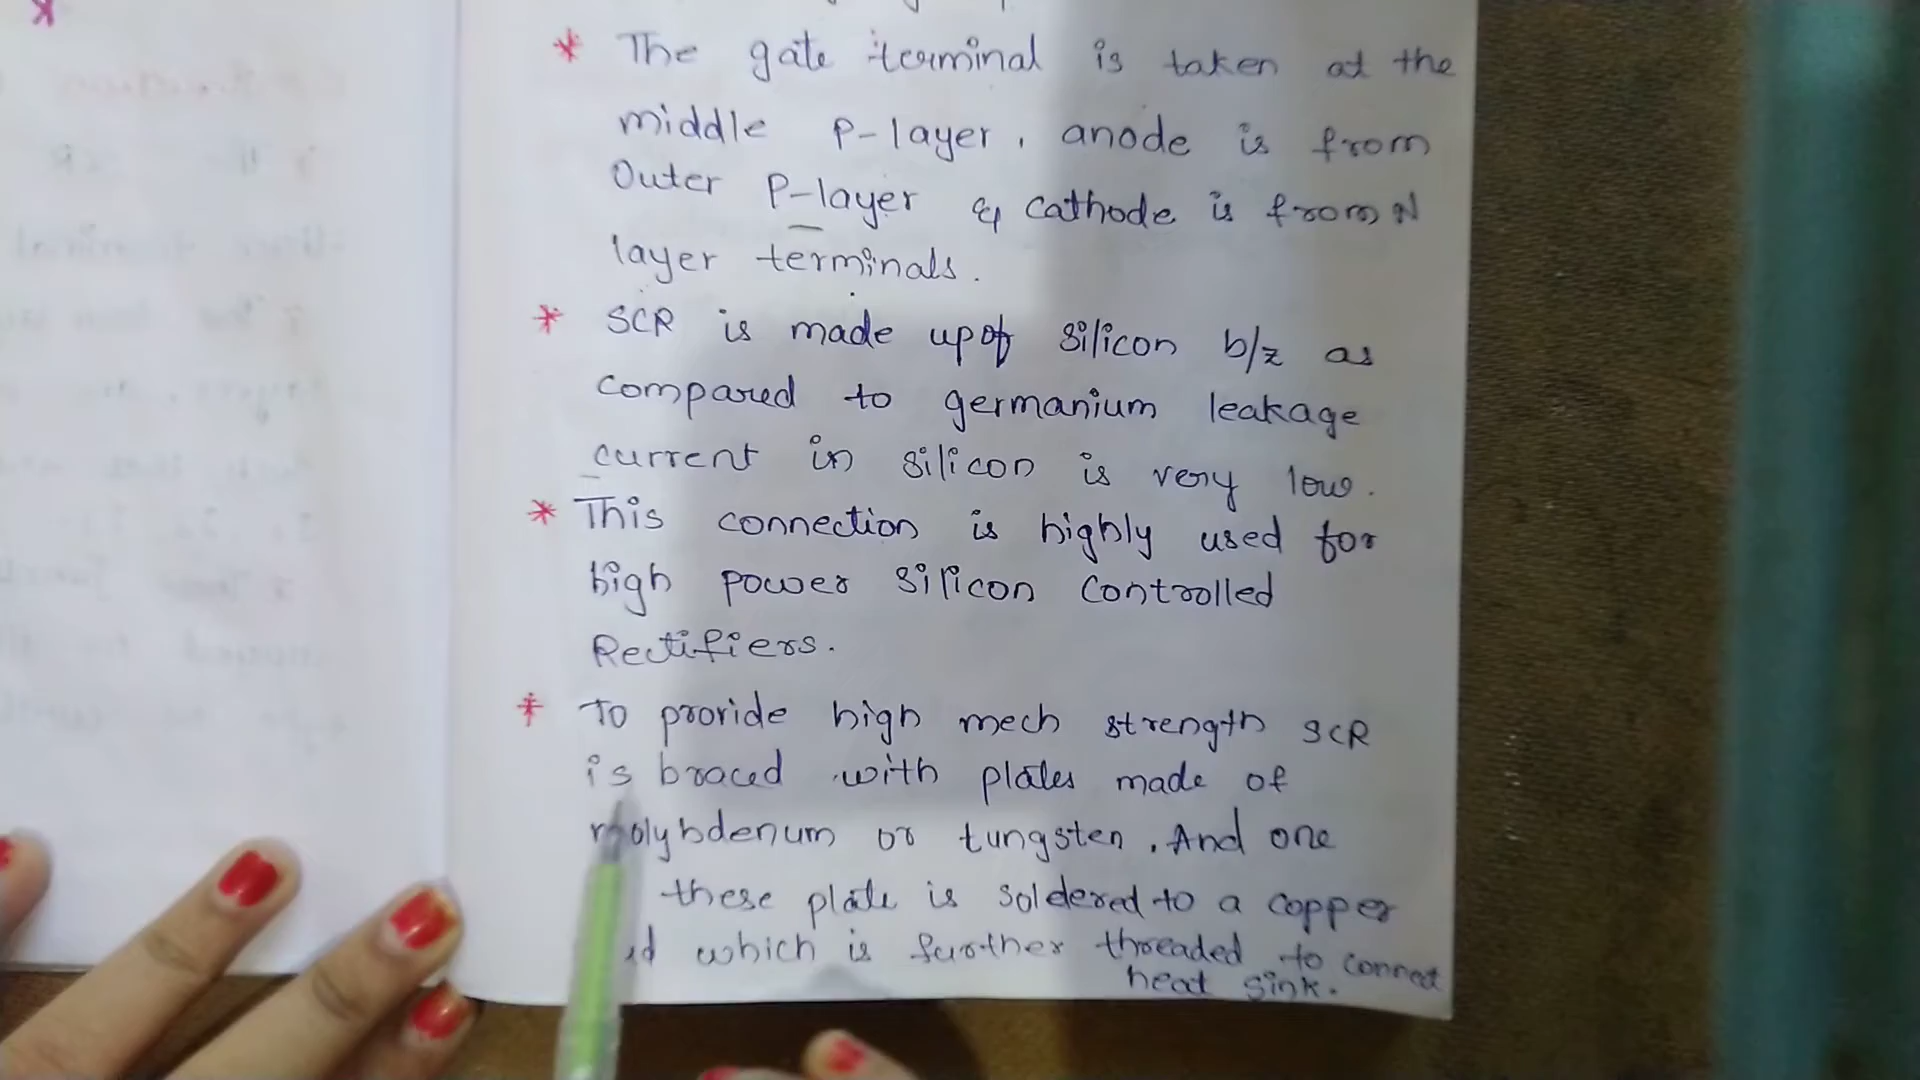 * The gate terminal is taken at the
middle P-layer, anode is from
Outer P-layer & Cathode is from N
layer terminals.
* SCR is made upof silicon b/z as
compared to germanium leakage
current in silicon is very low.
* This connection is highly used for
high power silicon controlled
Rectifiers.
* To provide high mech strength SCR
is braced with plates made of
molybdenum or tungsten. And one
these plate is soldered to a copper
which is further threaded to connect
heat sink.